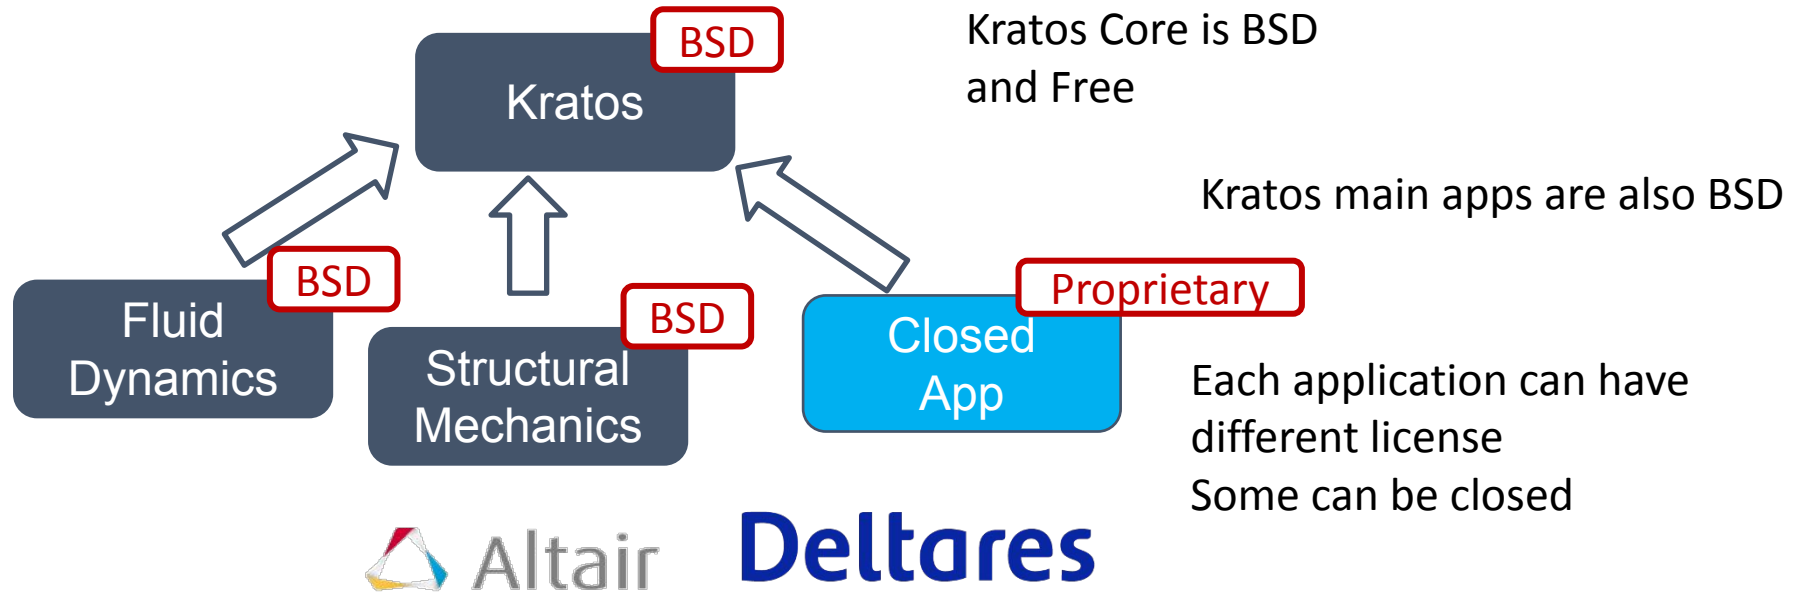 BSD
Kratos
Kratos Core is BSD
and Free
Kratos main apps are also BSD
BSD
Fluid
Dynamics
BSD
Structural
Mechanics
Proprietary
Closed
App
Each application can have
different license
Some can be closed
Altair
Deltares